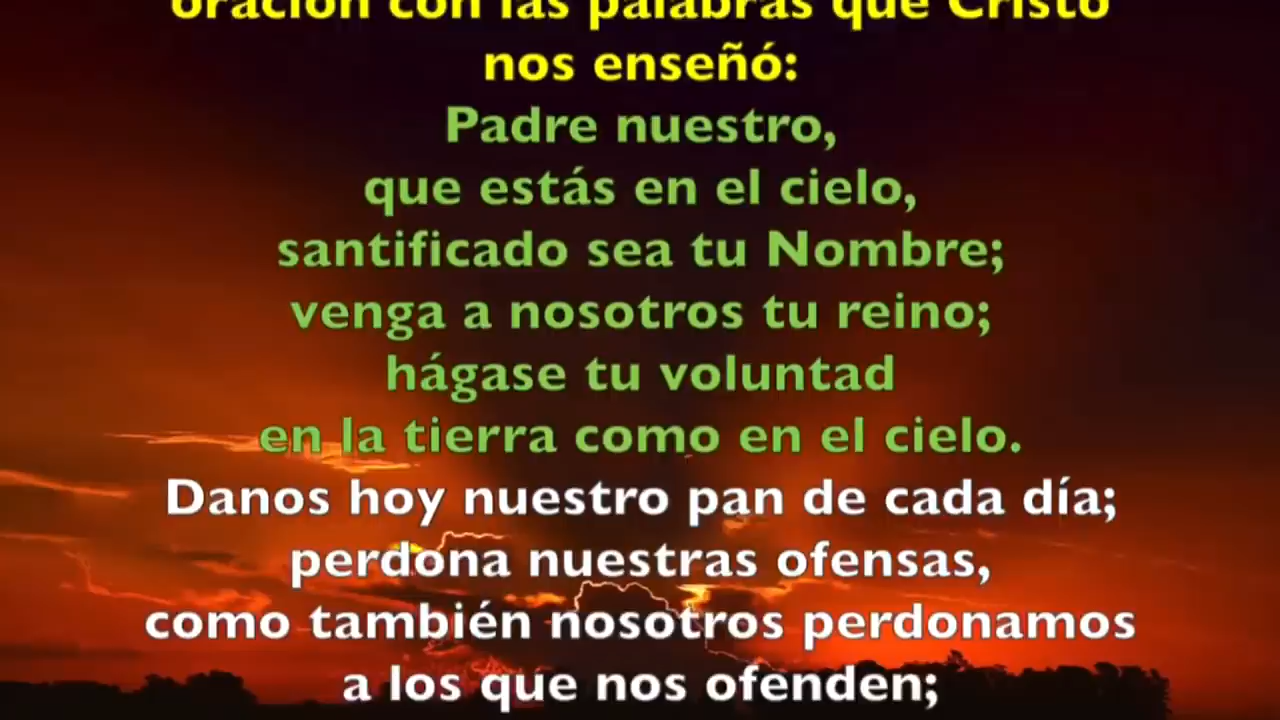 oración con las palabras que Cristo
nos enseñó:
Padre nuestro,
que estás en el cielo,
santificado sea tu Nombre;
venga a nosotros tu reino;
hágase tu voluntad
en la tierra como en el cielo.
Danos hoy nuestro pan de cada día;
perdona nuestras ofensas,
como también nosotros perdonamos
a los que nos ofenden;